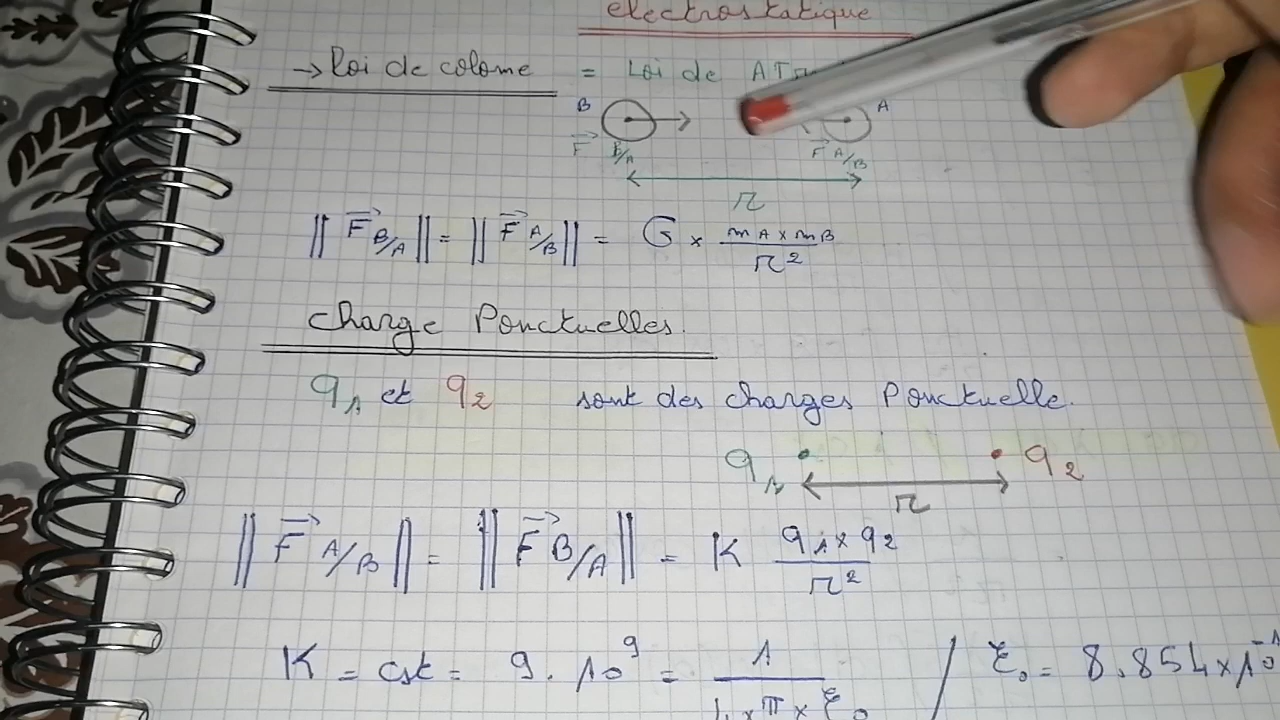 electrostatique
→ Loi de colome = Loi de
B A
F⃗ B/A F⃗ A/B
r
||F⃗ B/A|| = ||F⃗ A/B|| = G × mA × mB / r²
charge Ponctuelles.
q1 et q2 sont des charges Ponctuelle.
q1 q2
r
||F⃗ A/B|| = ||F⃗ B/A|| = K q1 × q2 / r²
K = cst = 9.10⁹ = 1 / 4 × π × ε0 / ε0 = 8.854 × 10